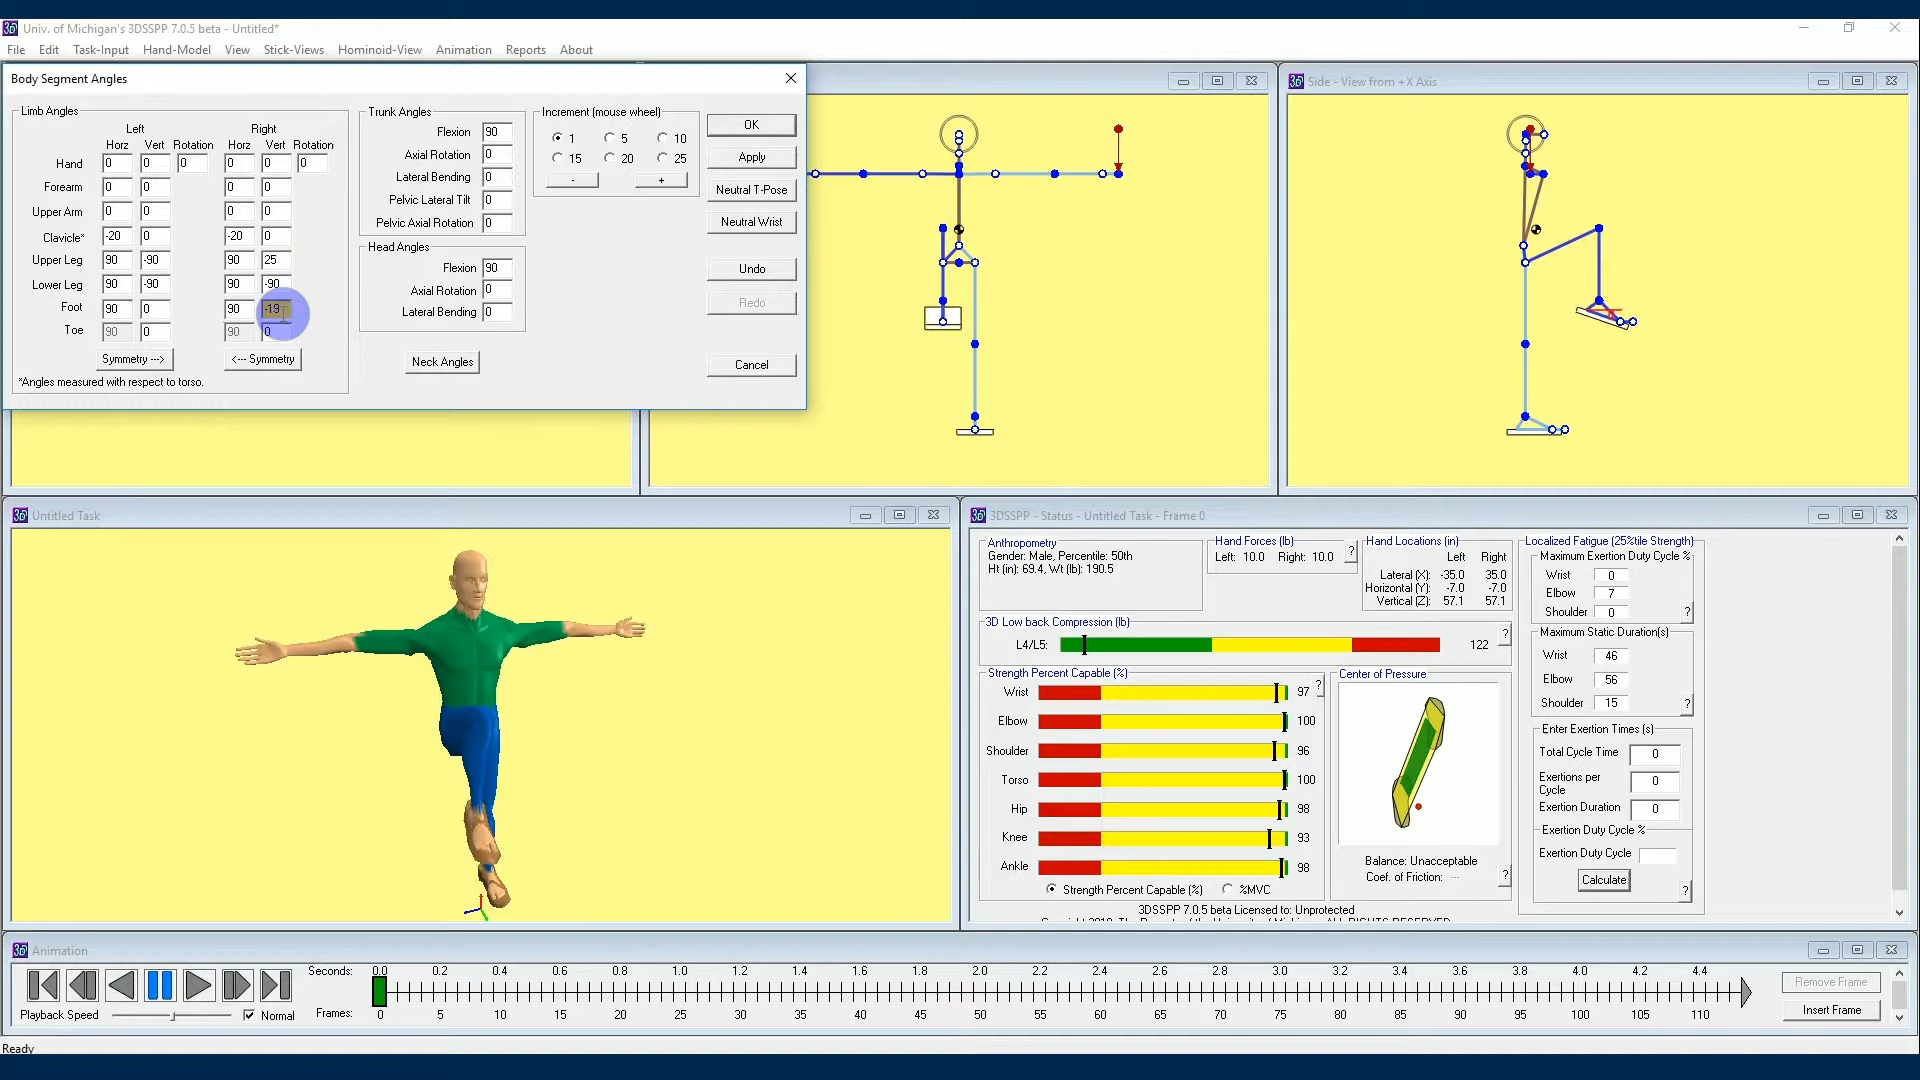 Univ. of Michigan's 3DSSPP 7.0.5 beta - Untitled*
File Edit Task-Input Hand-Model View Stick-Views Hominoid-View Animation Reports About
Body Segment Angles
Limb Angles
Left Right
Horz Vert Rotation Horz Vert Rotation
Hand 0 0 0 0 0 0
Forearm 0 0 0 0
Upper Arm 0 0 0 0
Clavicle* -20 0 -20 0
Upper Leg 90 -90 90 25
Lower Leg 90 -90 90 -90
Foot 90 0 90 -19
Toe 90 0 90 0
Symmetry ---> <--- Symmetry
*Angles measured with respect to torso.
Trunk Angles
Flexion 90
Axial Rotation 0
Lateral Bending 0
Pelvic Lateral Tilt 0
Pelvic Axial Rotation 0
Head Angles
Flexion 90
Axial Rotation 0
Lateral Bending 0
Neck Angles
Increment (mouse wheel)
1 5 10
15 20 25
- +
OK
Apply
Neutral T-Pose
Neutral Wrist
Undo
Redo
Cancel
Side - View from +X Axis
Untitled Task
3DSSPP - Status - Untitled Task - Frame 0
Anthropometry
Gender: Male, Percentile: 50th
Ht (in): 69.4, Wt (lb): 190.5
Hand Forces (lb)
Left: 10.0 Right: 10.0 ?
Hand Locations (in)
Left Right
Lateral (X): -35.0 35.0
Horizontal (Y): -7.0 -7.0
Vertical (Z): 57.1 57.1
3D Low back Compression (lb)
L4/L5: 122 ?
Strength Percent Capable (%)
Wrist 97 ?
Elbow 100
Shoulder 96
Torso 100
Hip 98
Knee 93
Ankle 98
Strength Percent Capable (%) %MVC
Center of Pressure
Balance: Unacceptable
Coef. of Friction: --- ?
Localized Fatigue (25%tile Strength)
Maximum Exertion Duty Cycle %
Wrist 0
Elbow 7
Shoulder 0 ?
Maximum Static Duration(s)
Wrist 46
Elbow 56
Shoulder 15 ?
Enter Exertion Times (s)
Total Cycle Time 0
Exertions per Cycle 0
Exertion Duration 0
Exertion Duty Cycle %
Exertion Duty Cycle
Calculate ?
3DSSPP 7.0.5 beta Licensed to: Unprotected
Animation
Seconds: 0.0 0.2 0.4 0.6 0.8 1.0 1.2 1.4 1.6 1.8 2.0 2.2 2.4 2.6 2.8 3.0 3.2 3.4 3.6 3.8 4.0 4.2 4.4
Frames: 0 5 10 15 20 25 30 35 40 45 50 55 60 65 70 75 80 85 90 95 100 105 110
Playback Speed Normal
Remove Frame
Insert Frame
Ready